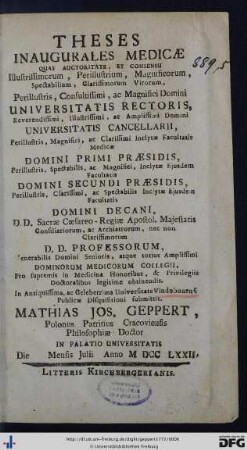 THESES
INAUGURALES MEDICÆ
QUAS AUCTORITATE, ET CONSENSU
Illustrissimorum, Perillustrium, Magnificorum,
Spectabilium, Clarissimorum Virorum,
Perillustris, Consultissimi, ac Magnifici Domini
UNIVERSITATIS RECTORIS,
Reverendissimi, Illustrissimi, ac Amplissimi Domini
UNIVERSITATIS CANCELLARII,
Perillustris, Magnifici, ac Clarissimi Inclytæ Facultatis
Medicæ
DOMINI PRIMI PRÆSIDIS,
Perillustris, Spectabilis, ac Magnifici, Inclytæ Ejusdem
Facultatis
DOMINI SECUNDI PRÆSIDIS,
Perillustris, Clarissimi, ac Spectabilis Inclytæ Ejusdem
Facultatis
DOMINI DECANI,
D.D. Sacræ Cæsareo-Regiæ Apostol. Majestatis
Consiliariorum, ac Archiatrorum, nec non
Clarissimorum
D. D. PROFESSORUM,
Venerabilis Domini Senioris, atque totius Amplissimi
DOMINORUM MEDICORUM COLLEGII,
Pro supremis in Medicina Honoribus, & Privilegiis
Doctoralibus legitime obtinendis.
In Antiquissima, ac Celeberrima Universitate Vindobonensi
Publicæ Disquisitioni submittit.
MATHIAS JOS. GEPPERT,
Polonus Patritius Cracoviensis
Philosophiæ Doctor
IN PALATIO UNIVERSITATIS
Die Mensis Julii Anno M DCC LXXII.
LITTERIS KIRCHBERGERIANIS.
889,5